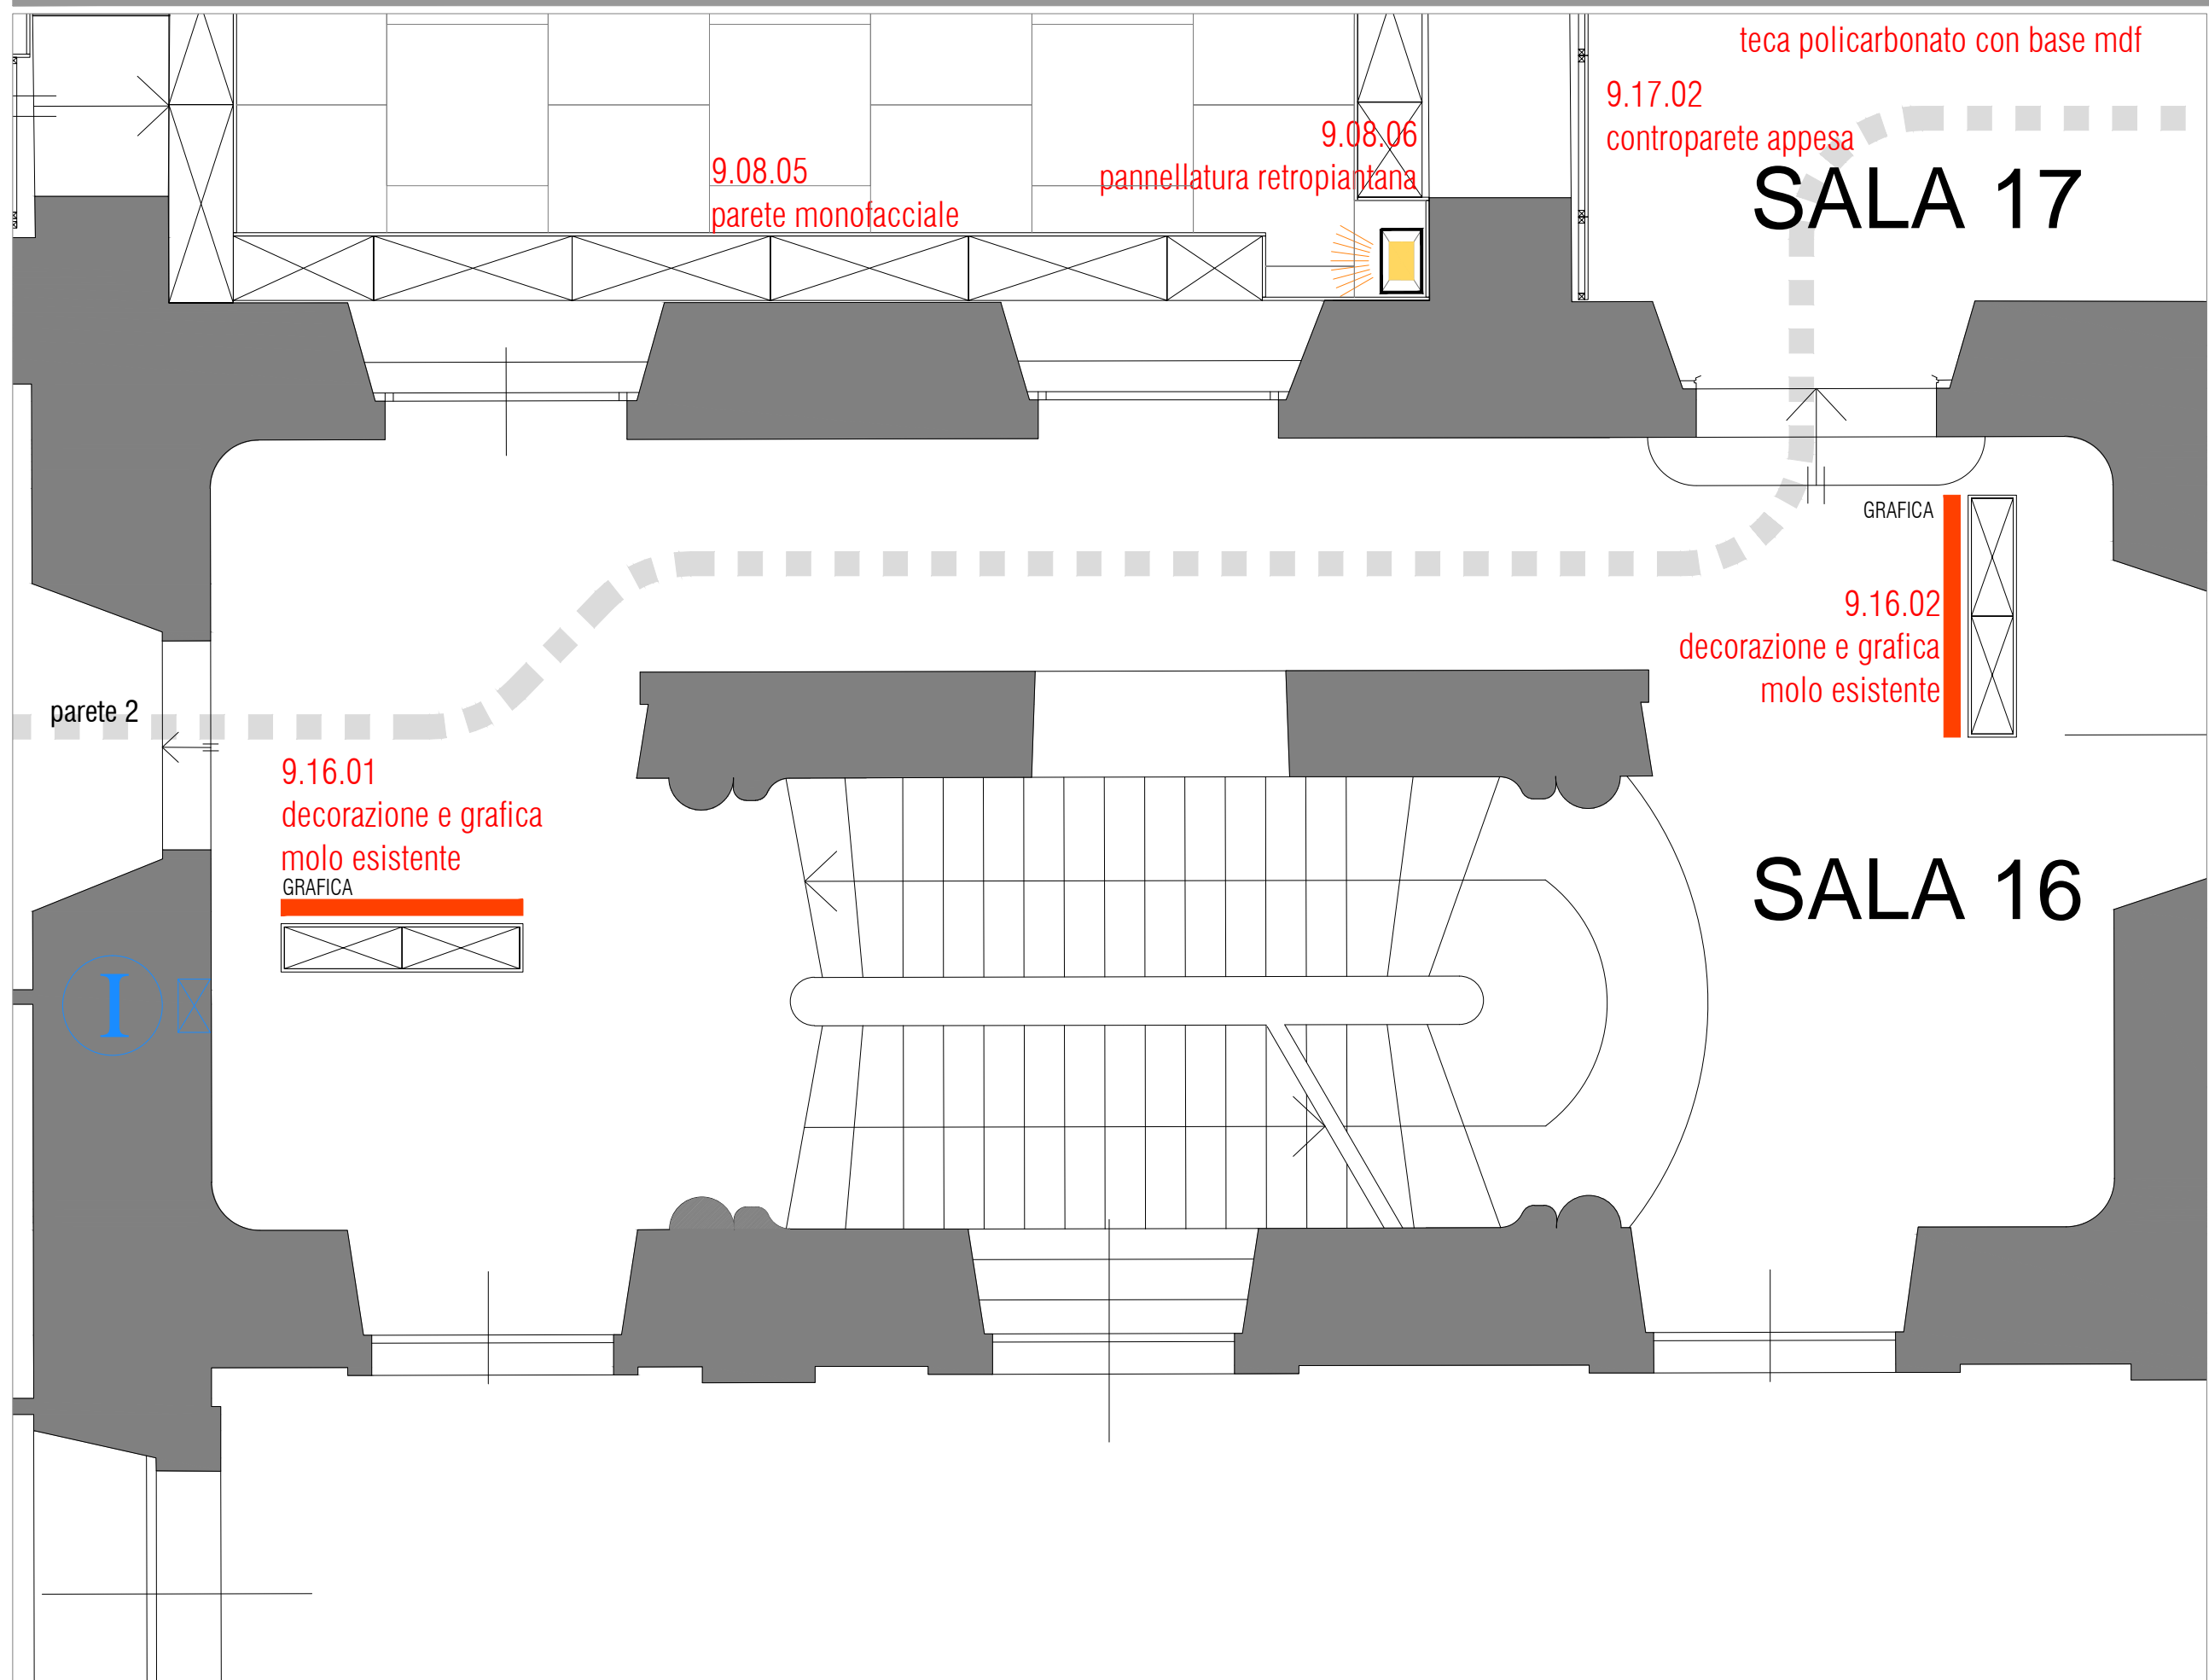 teca policarbonato con base mdf
9.17.02
controparete appesa
SALA 17
9.08.06
pannellatura retropiantana
9.08.05
parete monofacciale
GRAFICA
9.16.02
decorazione e grafica
molo esistente
parete 2
9.16.01
decorazione e grafica
molo esistente
GRAFICA
SALA 16
I